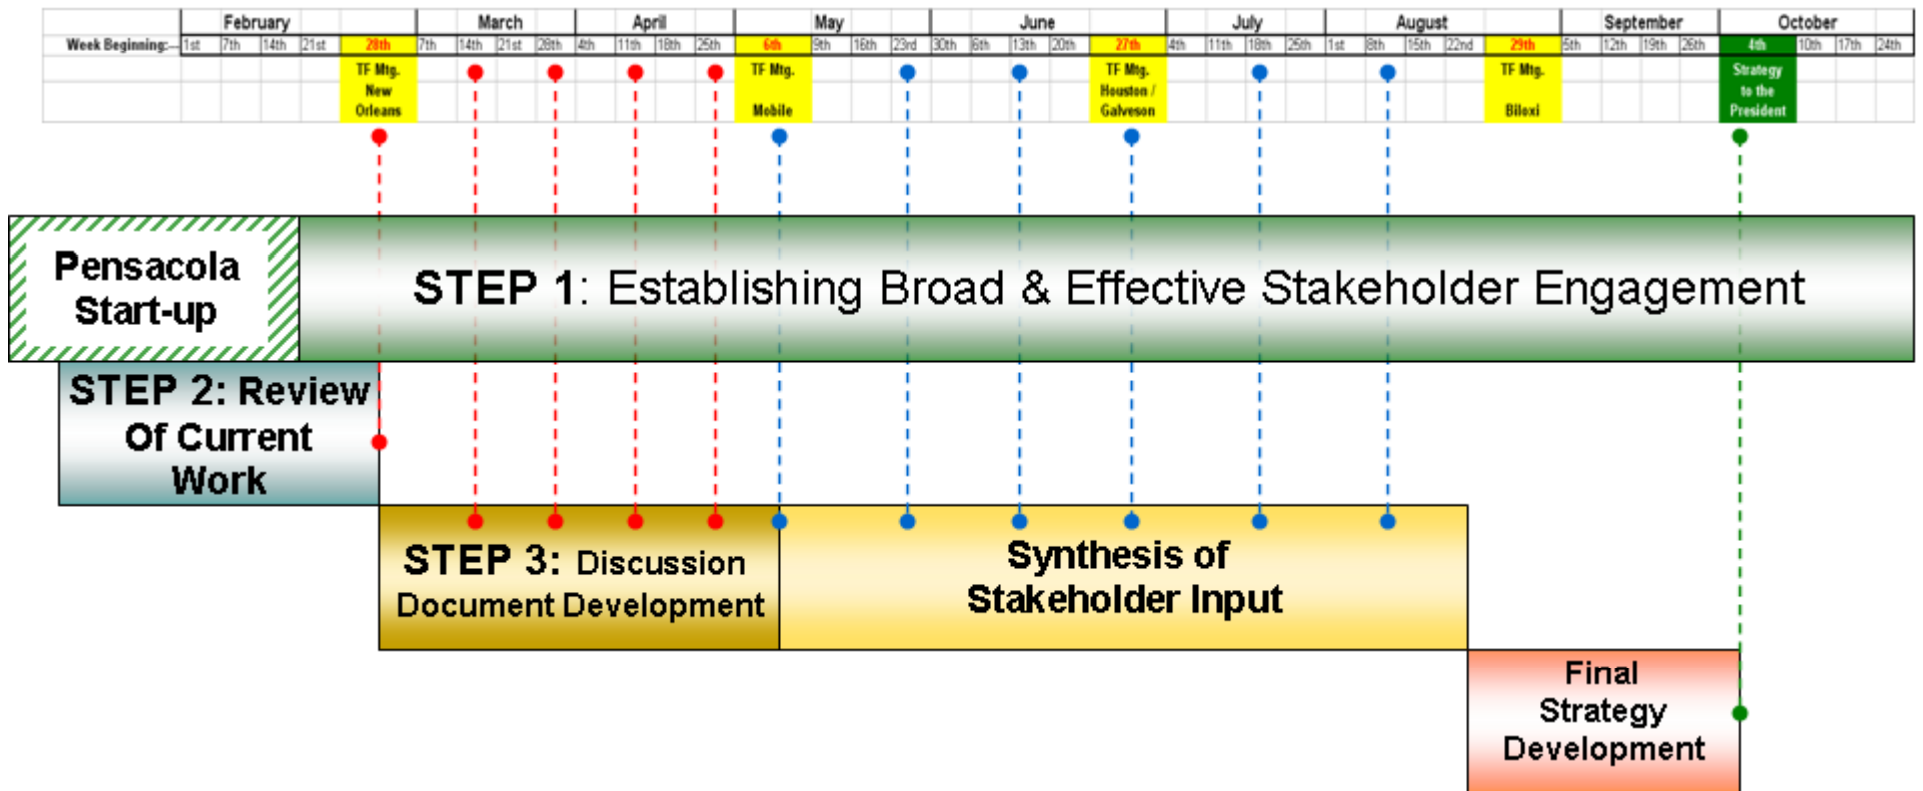 February March April May June July August September October
Week Beginning:-- 1st 7th 14th 21st 28th 7th 14th 21st 28th 4th 11th 18th 25th 6th 9th 16th 23rd 30th 6th 13th 20th 27th 4th 11th 18th 25th 1st 8th 15th 22nd 29th 5th 12th 19th 26th 4th 10th 17th 24th
TF Mtg.
New
Orleans
TF Mtg.
Mobile
TF Mtg.
Houston /
Galveson
TF Mtg.
Biloxi
Strategy
to the
President
Pensacola
Start-up
STEP 1: Establishing Broad & Effective Stakeholder Engagement
STEP 2: Review
Of Current
Work
STEP 3: Discussion
Document Development
Synthesis of
Stakeholder Input
Final
Strategy
Development